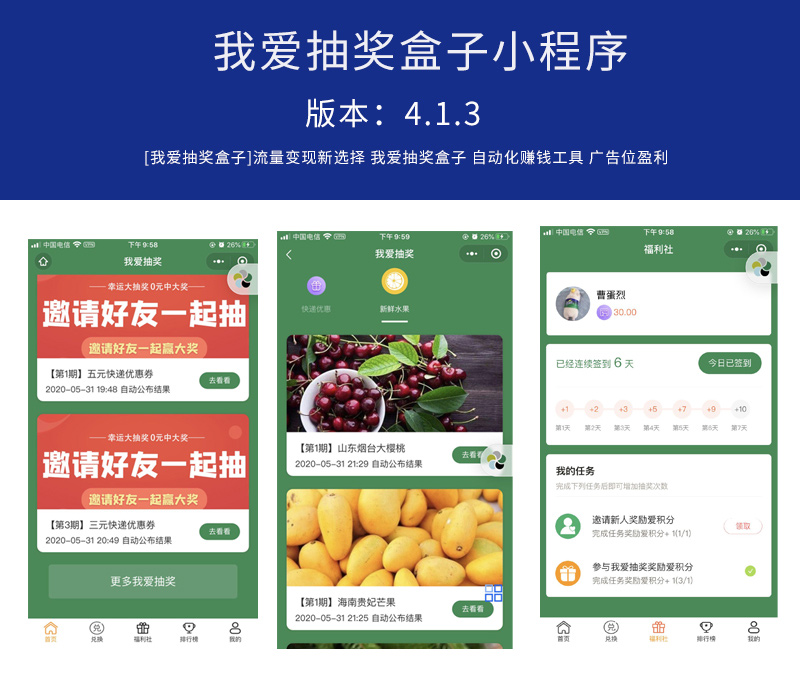 我爱抽奖盒子小程序
版本：4.1.3
[我爱抽奖盒子]流量变现新选择 我爱抽奖盒子 自动化赚钱工具 广告位盈利
中国电信 VPN 下午9:58 26%
我爱抽奖
幸运大抽奖0元中大奖
邀请好友一起抽
邀请好友一起赢大奖
【第1期】五元快递优惠券
2020-05-31 19:48 自动公布结果
去看看
幸运大抽奖0元中大奖
邀请好友一起抽
邀请好友一起赢大奖
【第3期】三元快递优惠券
2020-05-31 20:49 自动公布结果
去看看
更多我爱抽奖
首页 兑换 福利社 排行榜 我的
中国电信 VPN 下午9:59 26%
我爱抽奖
快递优惠 新鲜水果
【第1期】山东烟台大樱桃
2020-05-31 21:29 自动公布结果
去看
【第1期】海南贵妃芒果
2020-05-31 21:25 自动公布结果
去看看
中国电信 VPN 下午9:58 26%
福利社
曹蛋烈
30.00
已经连续签到 6 天
今日已签到
+1 +2 +3 +5 +7 +9 +10
第1天 第2天 第3天 第4天 第5天 第6天 第7天
我的任务
完成下列任务后即可增加抽奖次数
邀请新人奖励爱积分
完成任务奖励爱积分+ 1(1/1)
领取
参与我爱抽奖奖励爱积分
完成任务奖励爱积分+ 1(3/1)
首页 兑换 福利社 排行榜 我的